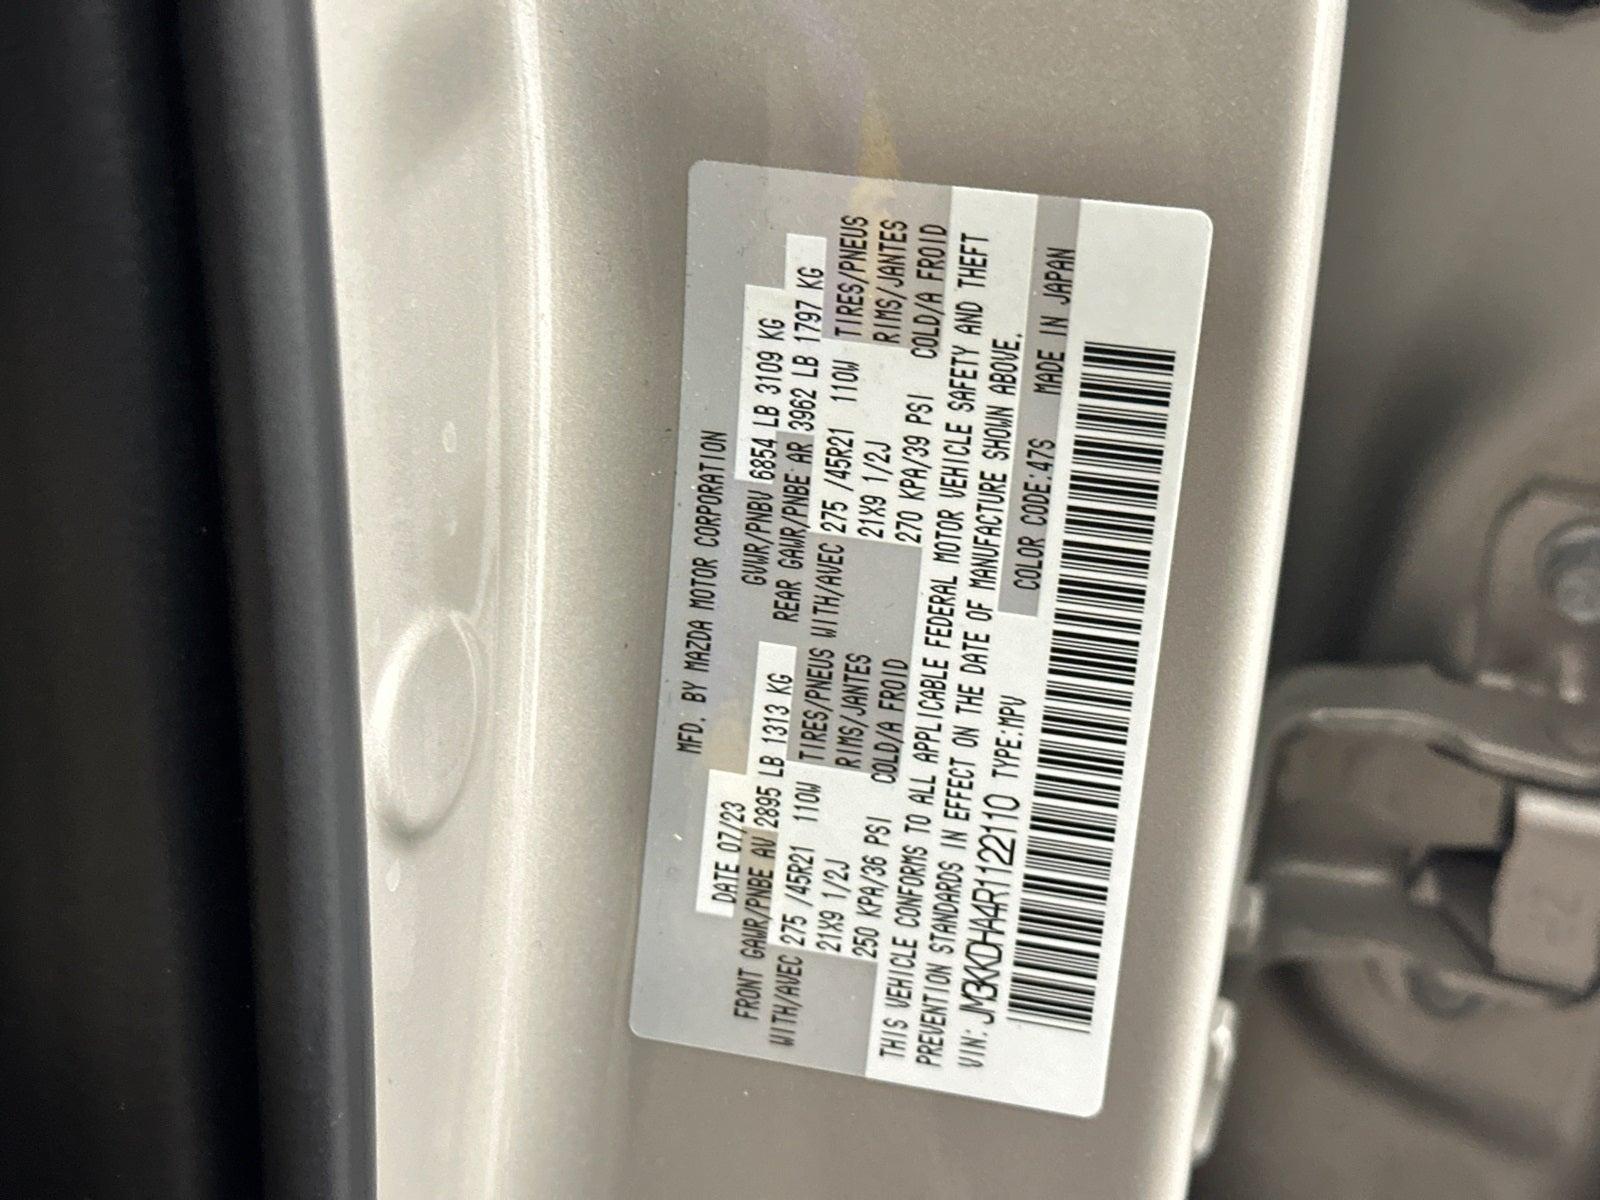 MFD. BY MAZDA MOTOR CORPORATION
DATE 07/23 GVWR/PNBV 6854 LB 3109 KG
FRONT GAWR/PNBE AV 2895 LB 1313 KG REAR GAWR/PNBE AR 3962 LB 1797 KG
WITH/AVEC 275 /45R21 110W TIRES/PNEUS WITH/AVEC 275 /45R21 110W TIRES/PNEUS
21X9 1/2J RIMS/JANTES 21X9 1/2J RIMS/JANTES
250 KPA/36 PSI COLD/A FROID 270 KPA/39 PSI COLD/A FROID
THIS VEHICLE CONFORMS TO ALL APPLICABLE FEDERAL MOTOR VEHICLE SAFETY AND THEFT
PREVENTION STANDARDS IN EFFECT ON THE DATE OF MANUFACTURE SHOWN ABOVE.
VIN: JM3KKDHA4R1122110 TYPE:MPV COLOR CODE:47S MADE IN JAPAN